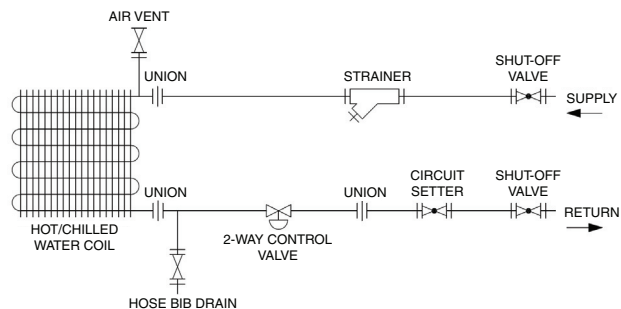 AIR VENT
UNION
STRAINER
SHUT-OFF
VALVE
SUPPLY
UNION
UNION
CIRCUIT
SETTER
SHUT-OFF
VALVE
RETURN
HOT/CHILLED
WATER COIL
2-WAY CONTROL
VALVE
HOSE BIB DRAIN